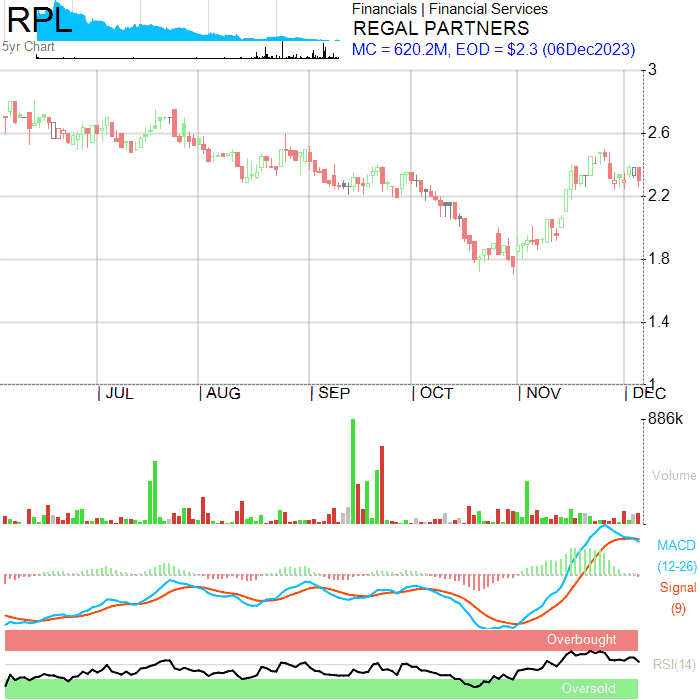 RPL
5yr Chart
Financials | Financial Services
REGAL PARTNERS
MC = 620.2M, EOD = $2.3 (06Dec2023)
3
2.6
2.2
1.8
1.4
1
JUL
AUG
SEP
OCT
NOV
DEC
886k
Volume
MACD
(12-26)
Signal
(9)
Overbought
RSI(14)
Oversold